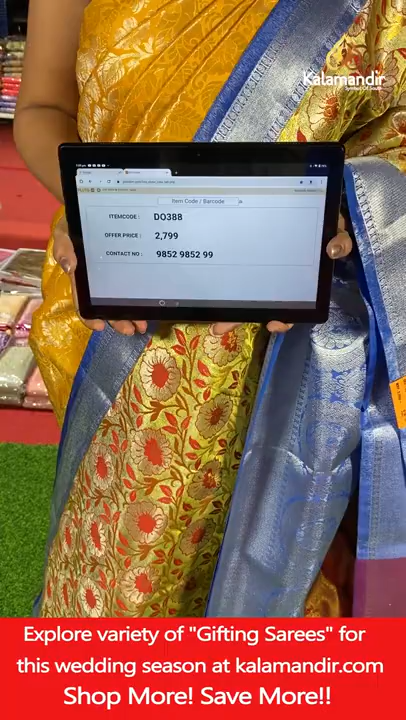 Kalamandir
Item Code / Barcode
ITEMCODE : DO388
OFFER PRICE : 2,799
CONTACT NO : 9852 9852 99
Explore variety of "Gifting Sarees" for
this wedding season at kalamandir.com
Shop More! Save More!!